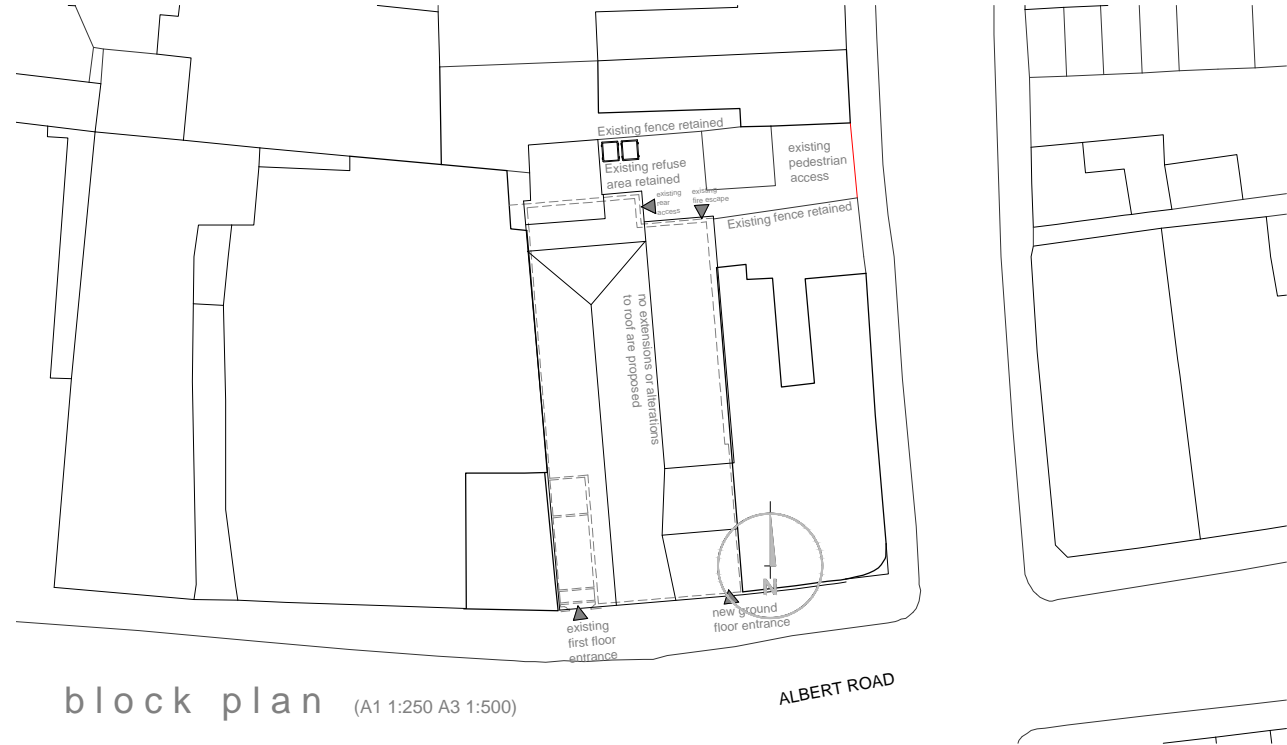 Existing fence retained
existing
pedestrian
access
Existing refuse
area retained
existing
rear
access
existing
fire escape
Existing fence retained
no extensions or alterations
to roof are proposed
N
existing
first floor
entrance
new ground
floor entrance
ALBERT ROAD
block plan (A1 1:250 A3 1:500)